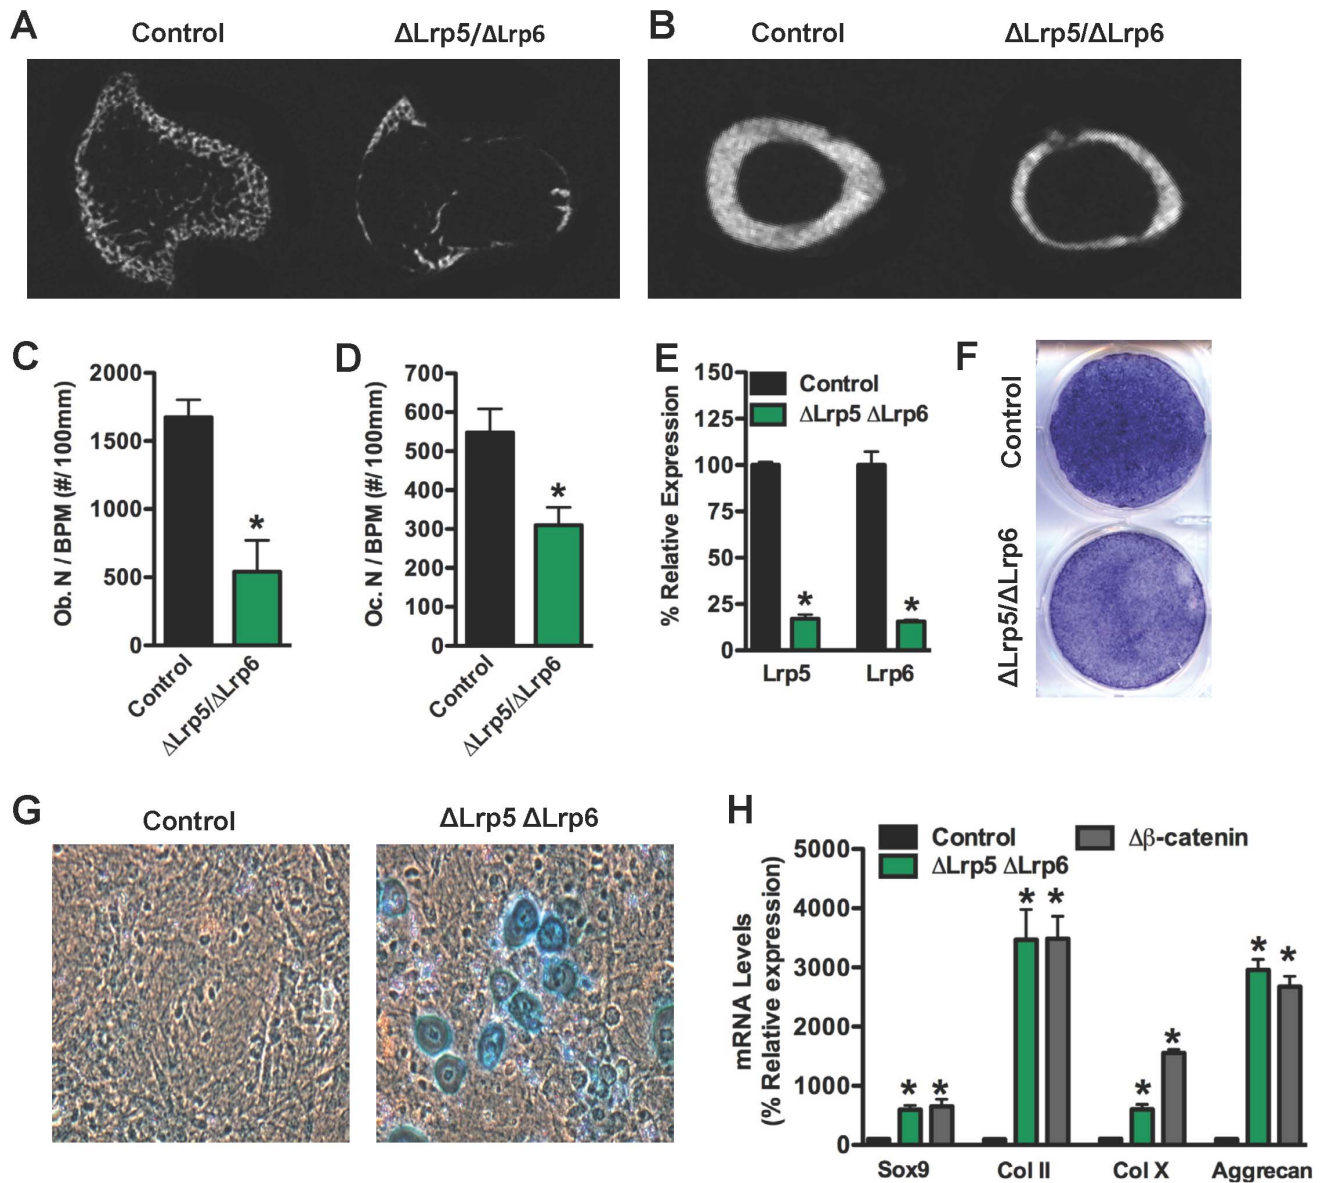 A
Control
ΔLrp5/ΔLrp6
B
Control
ΔLrp5/ΔLrp6
C
Ob. N / BPM (#/ 100mm)
2000
1500
1000
500
0
Control
ΔLrp5/ΔLrp6
*
D
Oc. N / BPM (#/ 100mm)
700
600
500
400
300
200
100
0
Control
ΔLrp5/ΔLrp6
*
E
% Relative Expression
150
125
100
75
50
25
0
Control
ΔLrp5 ΔLrp6
* *
Lrp5 Lrp6
F
Control
ΔLrp5/ΔLrp6
G
Control
ΔLrp5 ΔLrp6
H
mRNA Levels
(% Relative expression)
5000
4000
3000
2000
1000
0
Control
Δβ-catenin
ΔLrp5 ΔLrp6
* * * * * * * *
Sox9 Col II Col X Aggrecan